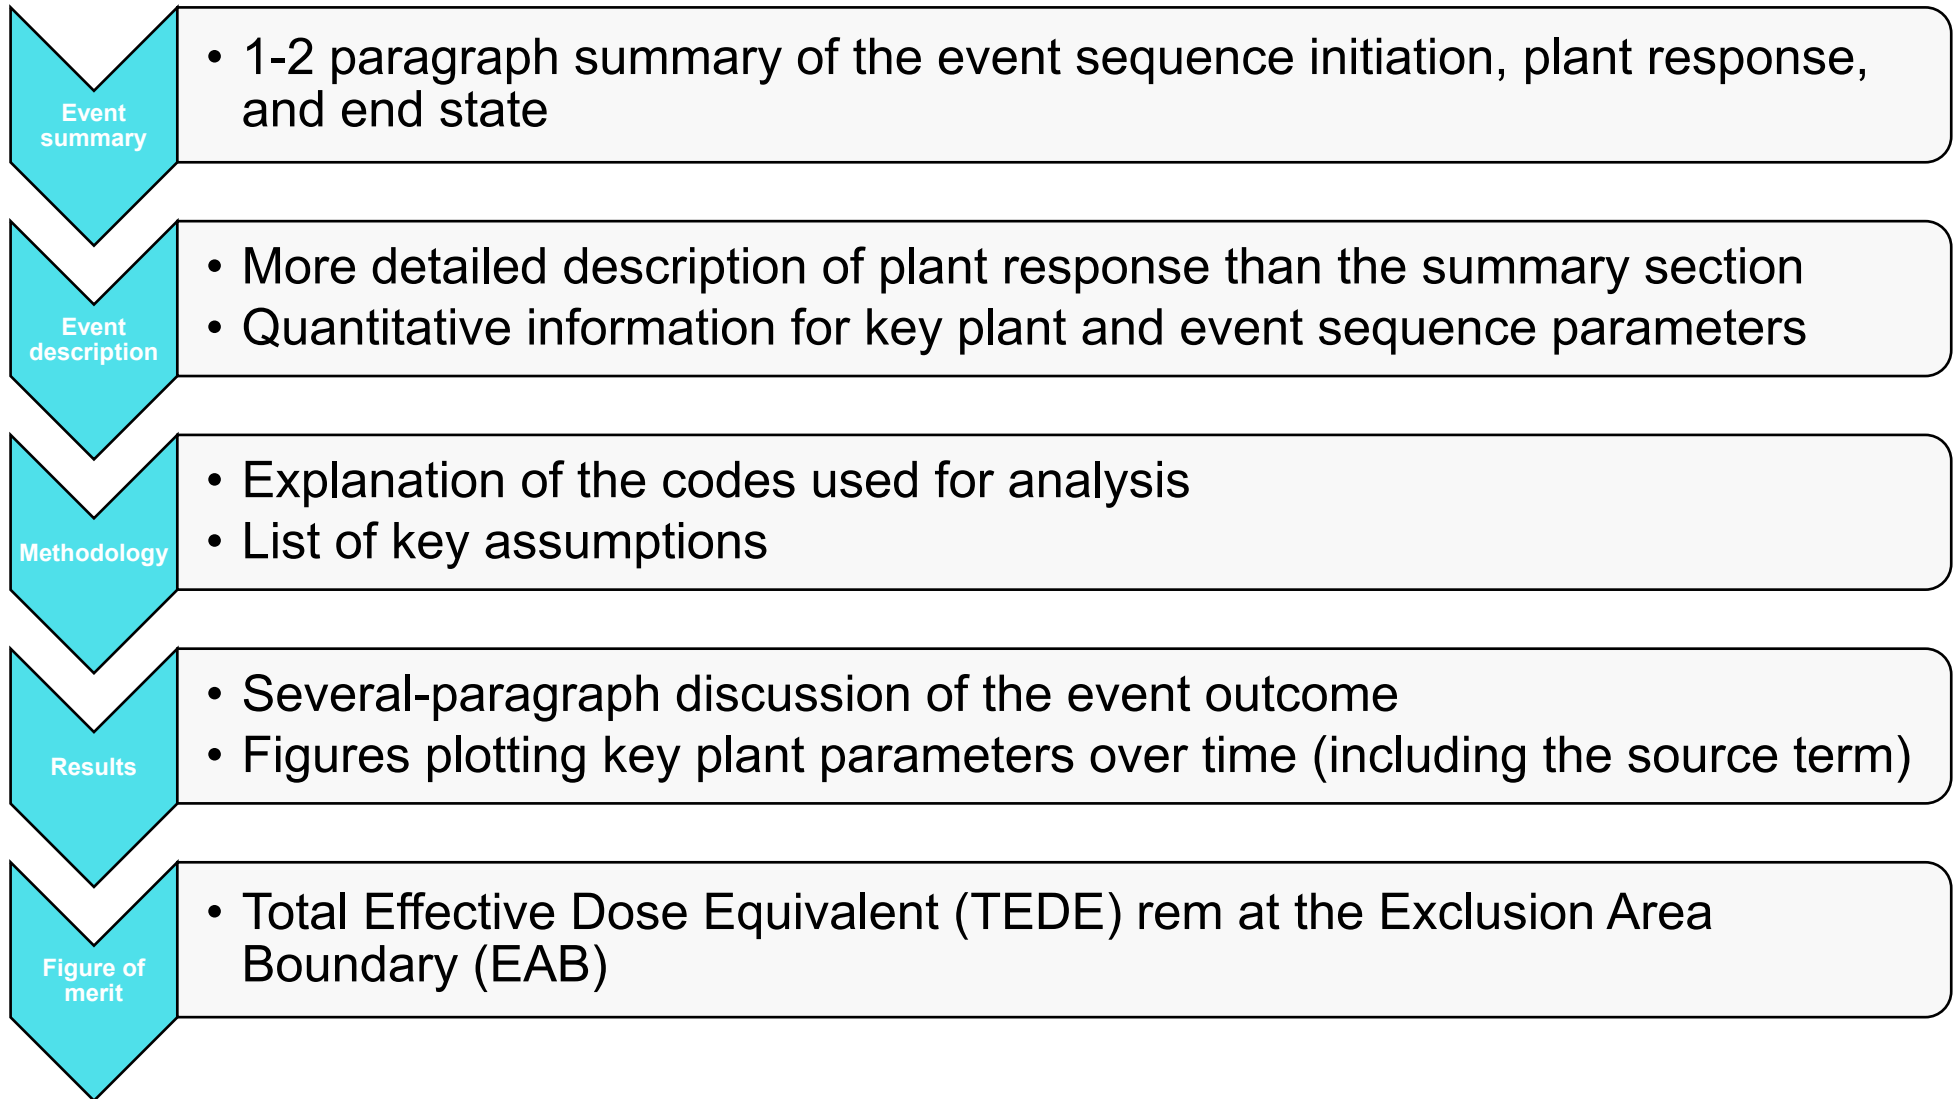 Event
summary
• 1-2 paragraph summary of the event sequence initiation, plant response,
and end state
Event
description
• More detailed description of plant response than the summary section
• Quantitative information for key plant and event sequence parameters
Methodology
• Explanation of the codes used for analysis
• List of key assumptions
Results
• Several-paragraph discussion of the event outcome
• Figures plotting key plant parameters over time (including the source term)
Figure of
merit
• Total Effective Dose Equivalent (TEDE) rem at the Exclusion Area
Boundary (EAB)